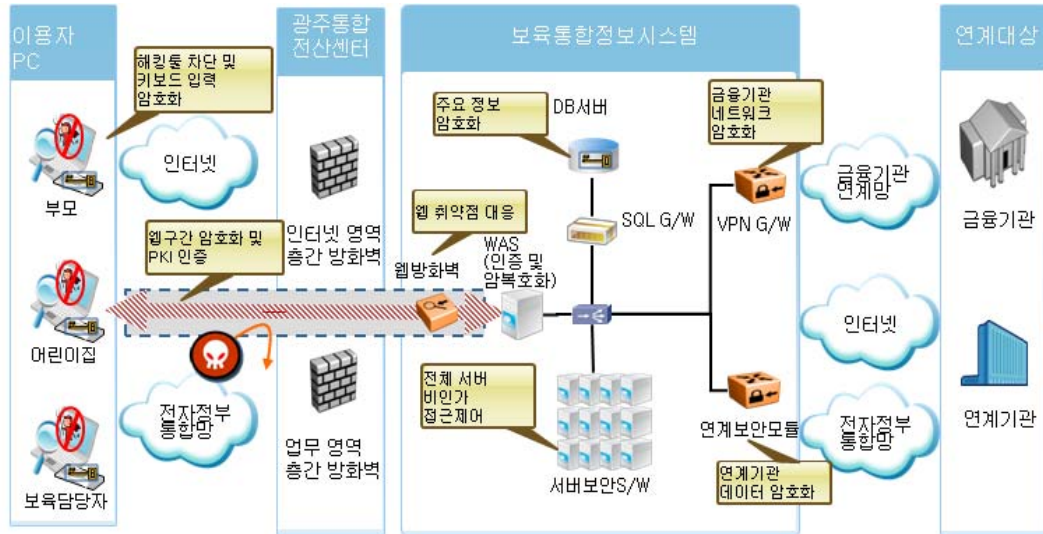 이용자
PC
광주통합
전산센터
보육통합정보시스템
연계대상
해킹툴 차단 및
키보드 입력
암호화
부모
인터넷
웹구간 암호화 및
PKI 인증
어린이집
전자정부
통합망
보육담당자
인터넷 영역
층간 방화벽
업무 영역
층간 방화벽
주요 정보
암호화
DB서버
웹 취약점 대응
웹방화벽
WAS
(인증 및
암복호화)
SQL G/W
전체 서버
비인가
접근제어
서버보안S/W
금융기관
네트워크
암호화
VPN G/W
연계보안모듈
연계기관
데이터 암호화
금융기관
연계망
인터넷
전자정부
통합망
금융기관
연계기관